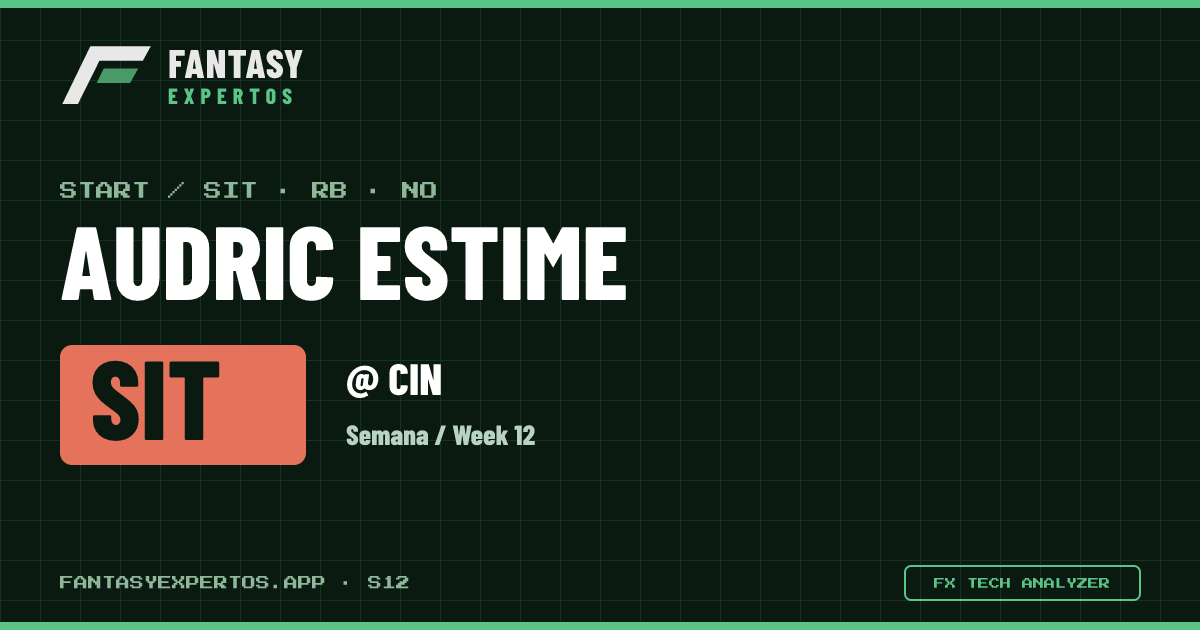 FANTASY
EXPERTOS
START / SIT · RB · NO
AUDRIC ESTIME
SIT
@ CIN
Semana / Week 12
FANTASYEXPERTOS.APP · S12
FX TECH ANALYZER